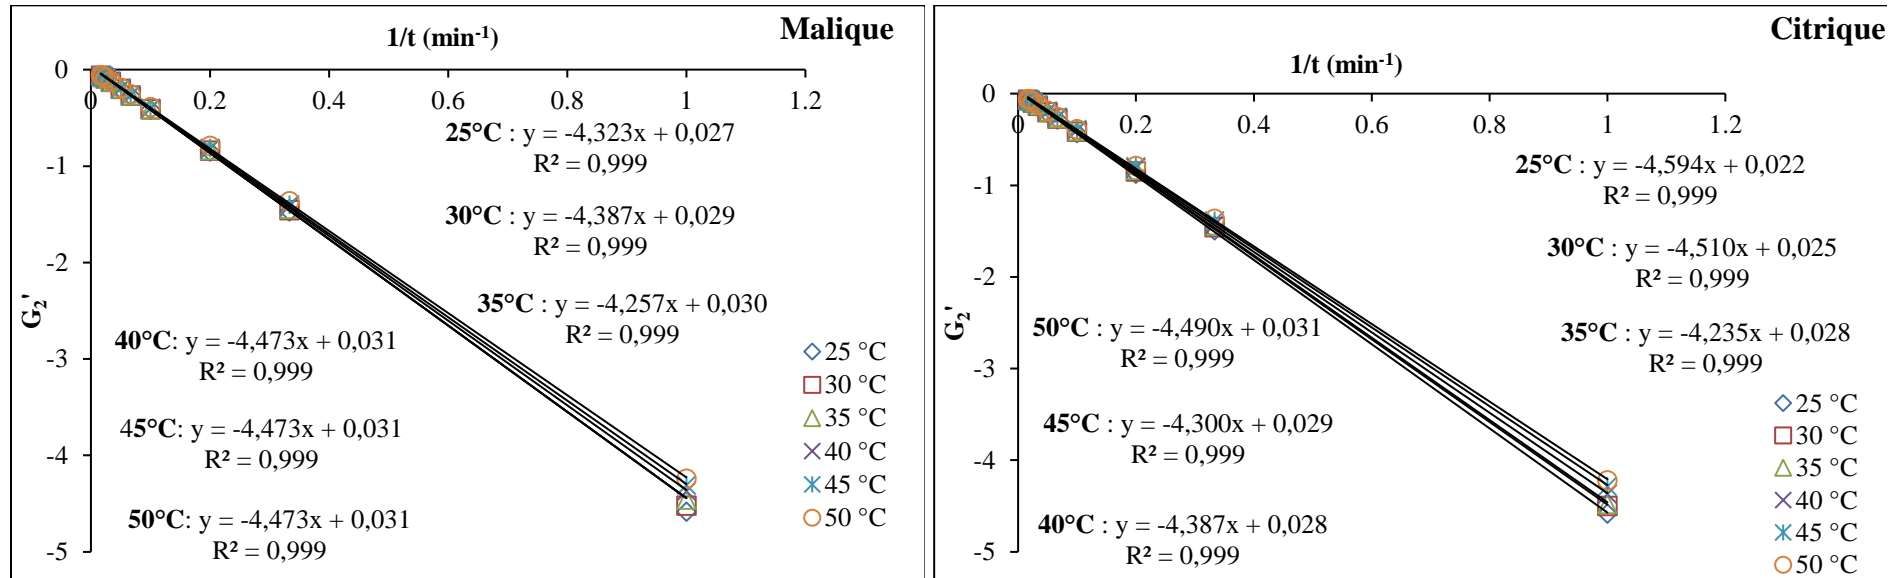 Malique
1/t (min⁻¹)
0
0 0.2 0.4 0.6 0.8 1 1.2
-1
-2
-3
-4
-5
G₂'
25°C : y = -4,323x + 0,027
R² = 0,999
30°C : y = -4,387x + 0,029
R² = 0,999
35°C : y = -4,257x + 0,030
R² = 0,999
40°C: y = -4,473x + 0,031
R² = 0,999
45°C: y = -4,473x + 0,031
R² = 0,999
50°C: y = -4,473x + 0,031
R² = 0,999
25 °C
30 °C
35 °C
40 °C
45 °C
50 °C
Citrique
1/t (min⁻¹)
0
0 0.2 0.4 0.6 0.8 1 1.2
-1
-2
-3
-4
-5
G₂'
25°C : y = -4,594x + 0,022
R² = 0,999
30°C : y = -4,510x + 0,025
R² = 0,999
35°C : y = -4,235x + 0,028
R² = 0,999
50°C : y = -4,490x + 0,031
R² = 0,999
45°C : y = -4,300x + 0,029
R² = 0,999
40°C : y = -4,387x + 0,028
R² = 0,999
25 °C
30 °C
35 °C
40 °C
45 °C
50 °C